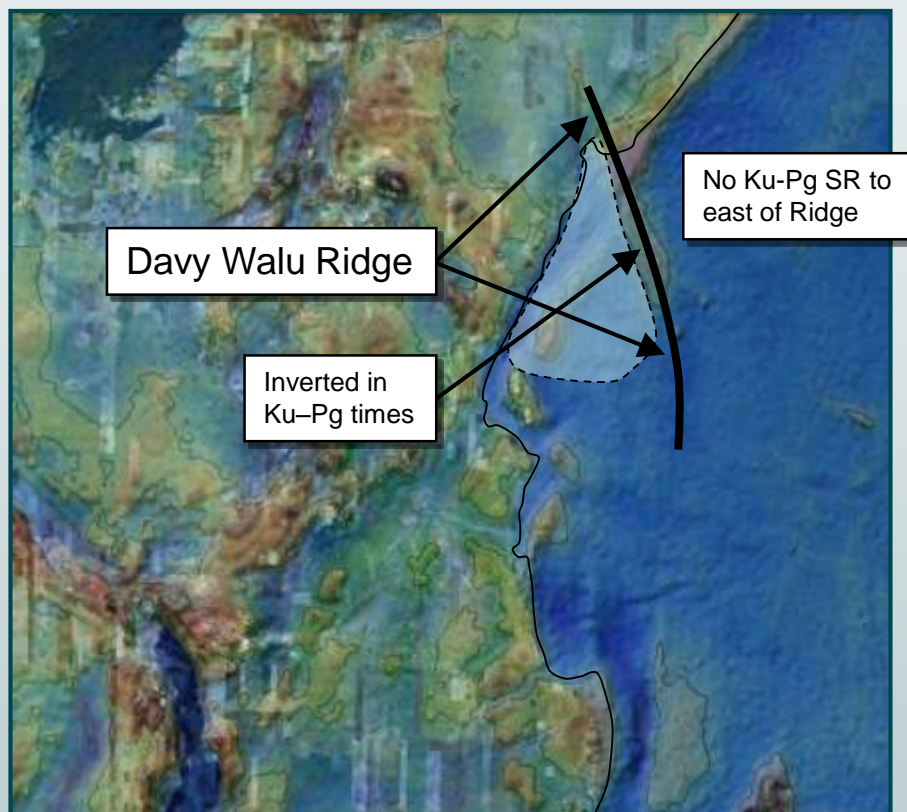 No Ku-Pg SR to
east of Ridge
Davy Walu Ridge
Inverted in
Ku–Pg times